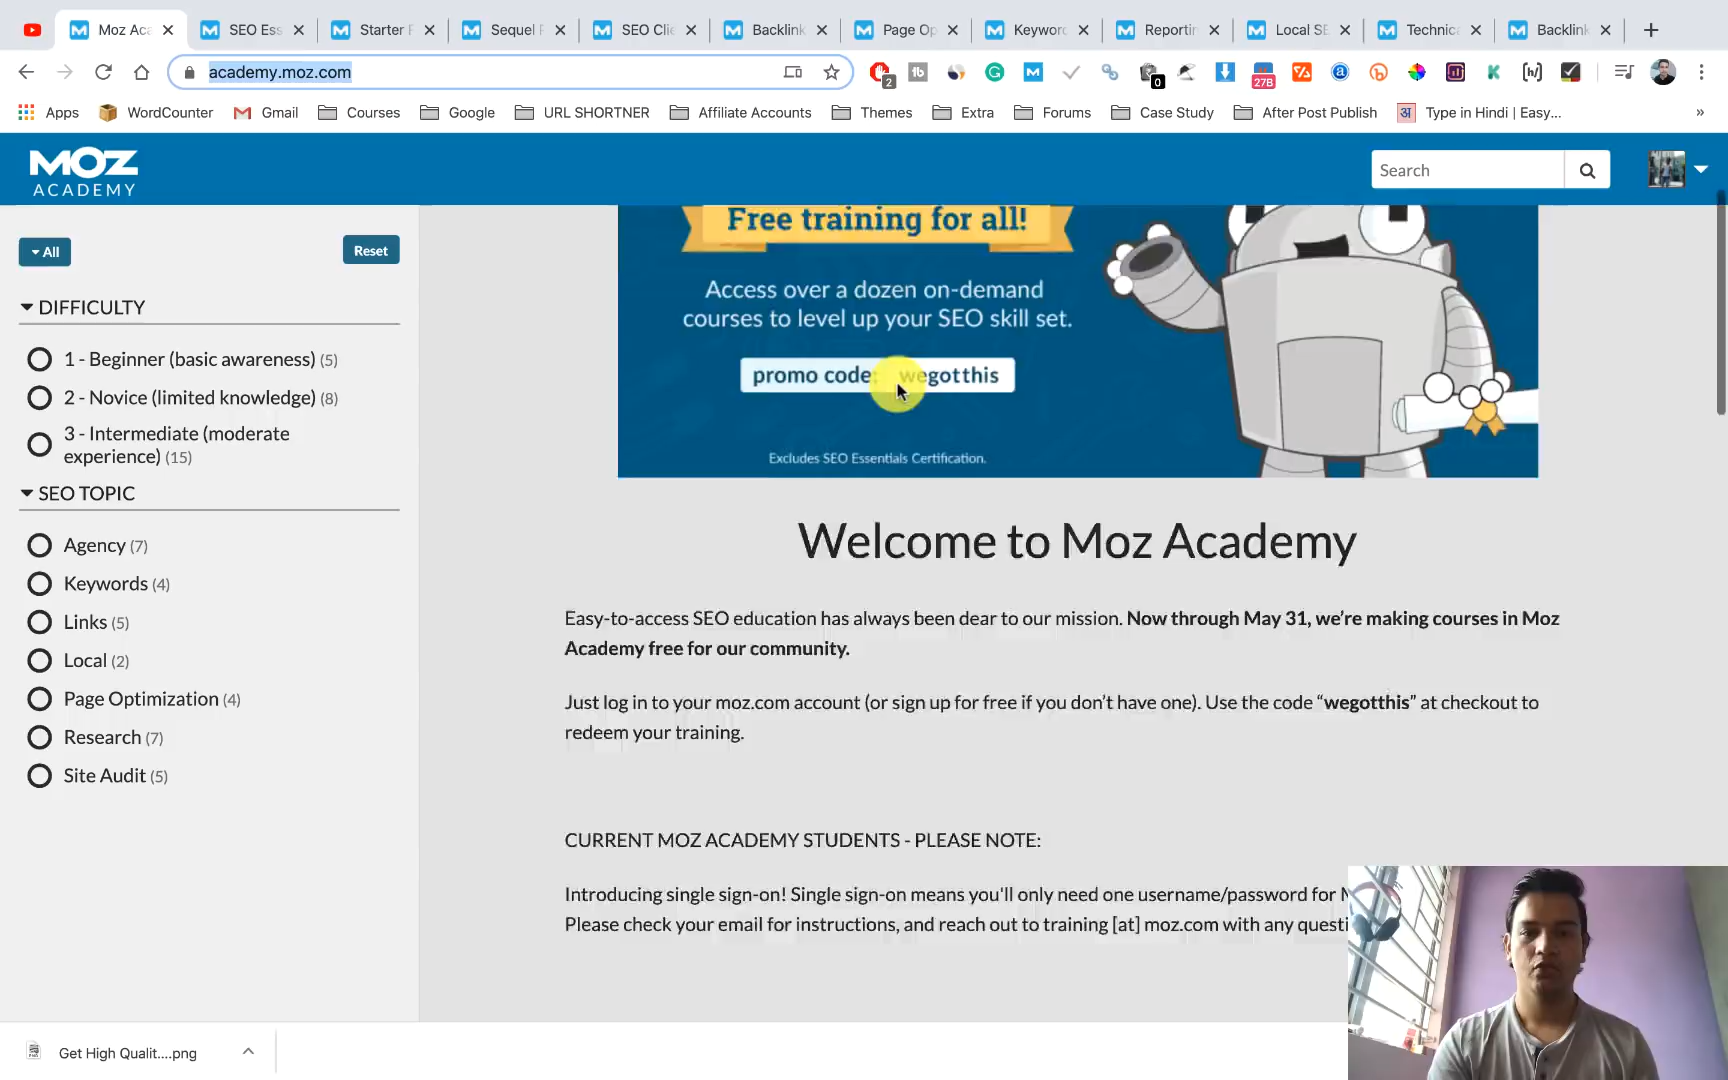 Moz Aca
SEO Ess
Starter F
Sequel F
SEO Clie
Backlink
Page Op
Keyword
Reportin
Local SE
Technic
Backlink
academy.moz.com
2
0
27B
Apps
WordCounter
Gmail
Courses
Google
URL SHORTNER
Affiliate Accounts
Themes
Extra
Forums
Case Study
After Post Publish
Type in Hindi | Easy...
»
MOZ
ACADEMY
Search
All
Reset
DIFFICULTY
1 - Beginner (basic awareness) (5)
2 - Novice (limited knowledge) (8)
3 - Intermediate (moderate
experience) (15)
SEO TOPIC
Agency (7)
Keywords (4)
Links (5)
Local (2)
Page Optimization (4)
Research (7)
Site Audit (5)
Free training for all!
Access over a dozen on-demand
courses to level up your SEO skill set.
promo code: wegotthis
Excludes SEO Essentials Certification.
Welcome to Moz Academy
Easy-to-access SEO education has always been dear to our mission. Now through May 31, we're making courses in Moz
Academy free for our community.
Just log in to your moz.com account (or sign up for free if you don't have one). Use the code “wegotthis” at checkout to
redeem your training.
CURRENT MOZ ACADEMY STUDENTS - PLEASE NOTE:
Introducing single sign-on! Single sign-on means you'll only need one username/password for M
Please check your email for instructions, and reach out to training [at] moz.com with any questi
Get High Qualit....png